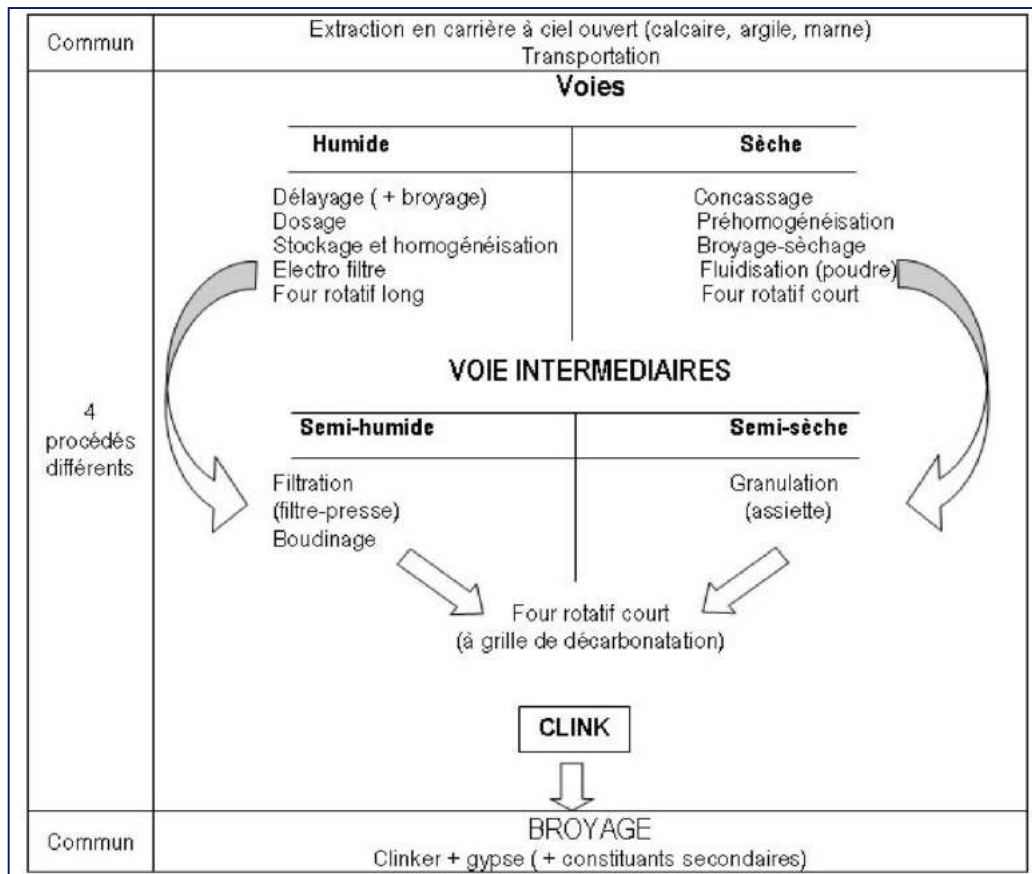 Commun
Extraction en carrière à ciel ouvert (calcaire, argile, marne)
Transportation
4
procédés
différents
Voies
Humide
Sèche
Délayage ( + broyage)
Dosage
Stockage et homogénéisation
Electro filtre
Four rotatif long
Concassage
Préhomogénéisation
Broyage-sèchage
Fluidisation (poudre)
Four rotatif court
VOIE INTERMEDIAIRES
Semi-humide
Semi-sèche
Filtration
(filtre-presse)
Boudinage
Granulation
(assiette)
Four rotatif court
(à grille de décarbonatation)
CLINK
Commun
BROYAGE
Clinker + gypse ( + constituants secondaires)